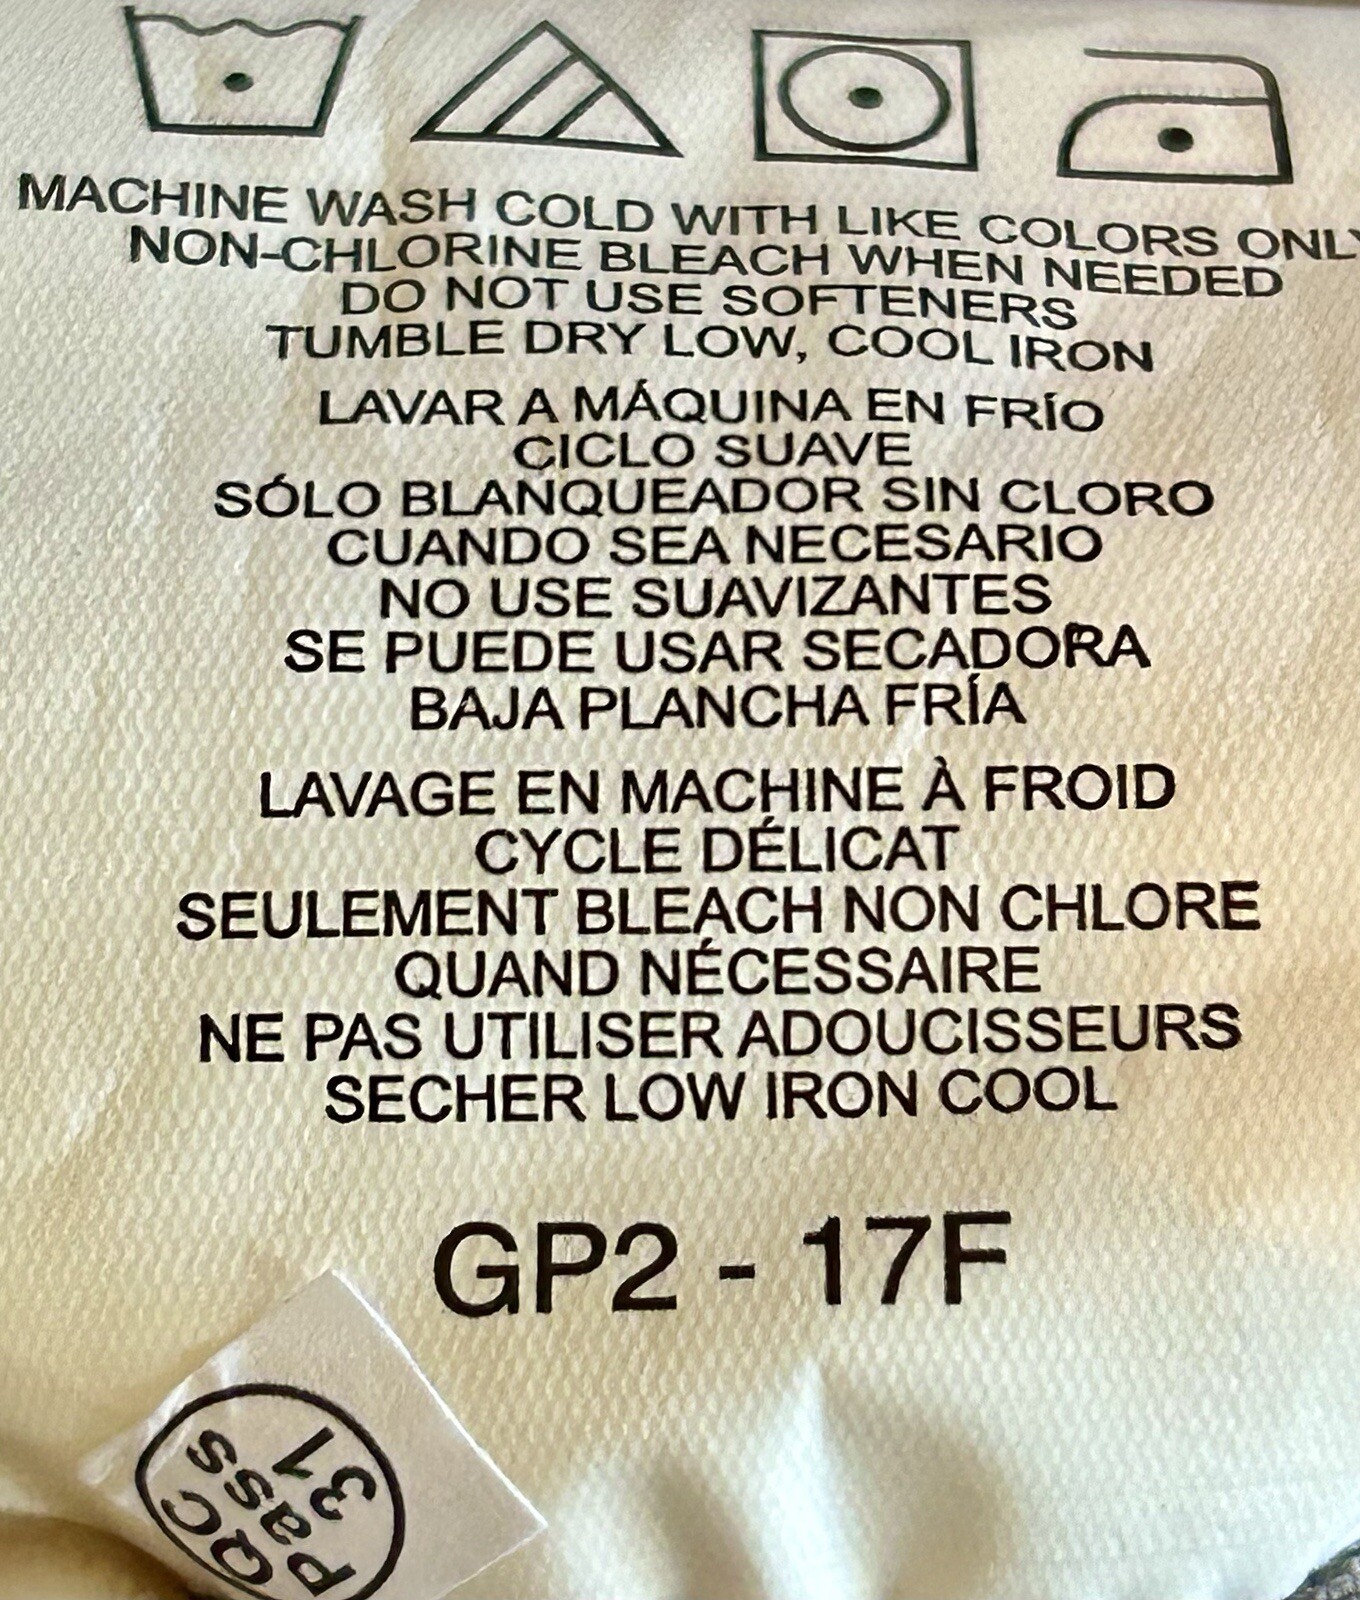 MACHINE WASH COLD WITH LIKE COLORS ONLY
NON-CHLORINE BLEACH WHEN NEEDED
DO NOT USE SOFTENERS
TUMBLE DRY LOW, COOL IRON
LAVAR A MÁQUINA EN FRÍO
CICLO SUAVE
SÓLO BLANQUEADOR SIN CLORO
CUANDO SEA NECESARIO
NO USE SUAVIZANTES
SE PUEDE USAR SECADORA
BAJA PLANCHA FRÍA
LAVAGE EN MACHINE À FROID
CYCLE DÉLICAT
SEULEMENT BLEACH NON CHLORE
QUAND NÉCESSAIRE
NE PAS UTILISER ADOUCISSEURS
SECHER LOW IRON COOL
GP2 - 17F
PQC
Pass
31